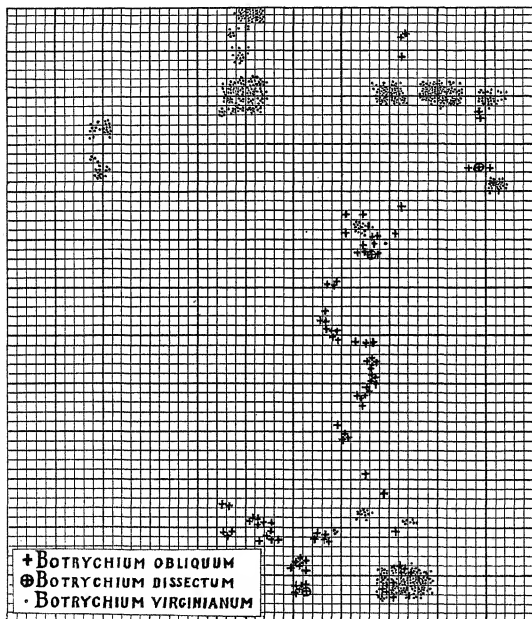 + BOTRYCHIUM OBLIQUUM
⊕ BOTRYCHIUM DISSECTUM
· BOTRYCHIUM VIRGINIANUM